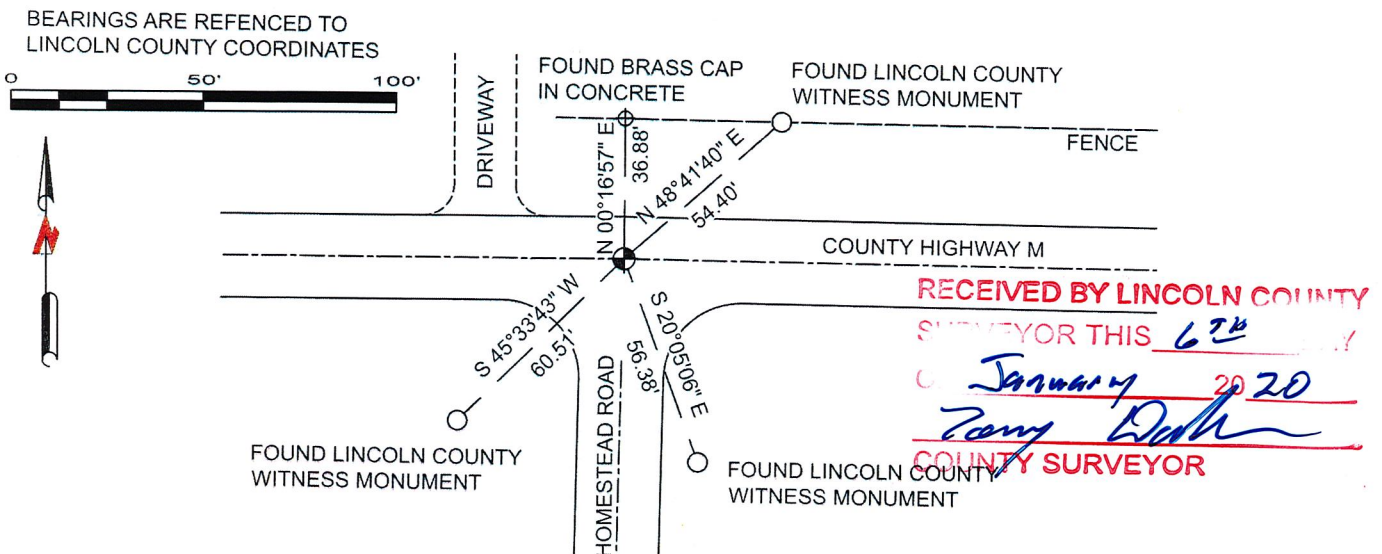 BEARINGS ARE REFENCED TO
LINCOLN COUNTY COORDINATES
0 50' 100'
DRIVEWAY
FOUND BRASS CAP
IN CONCRETE
FOUND LINCOLN COUNTY
WITNESS MONUMENT
FENCE
N 00°16'57" E
36.88'
N 48°41'40" E
54.40'
N
COUNTY HIGHWAY M
S 45°33'43" W
60.51'
S 20°05'06" E
56.38'
HOMESTEAD ROAD
FOUND LINCOLN COUNTY
WITNESS MONUMENT
FOUND LINCOLN COUNTY
WITNESS MONUMENT
RECEIVED BY LINCOLN COUNTY
SURVEYOR THIS 6th
January 2020
COUNTY SURVEYOR